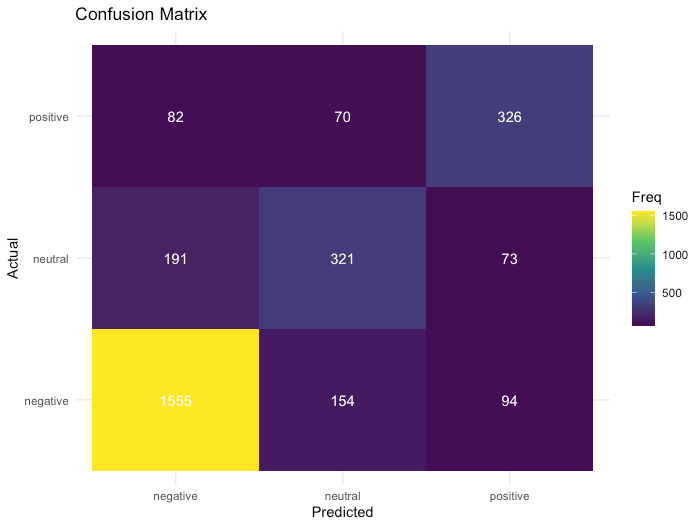 Confusion Matrix
positive
82
70
326
neutral
191
321
73
negative
1555
154
94
negative
neutral
positive
Predicted
Actual
Freq
1500
1000
500